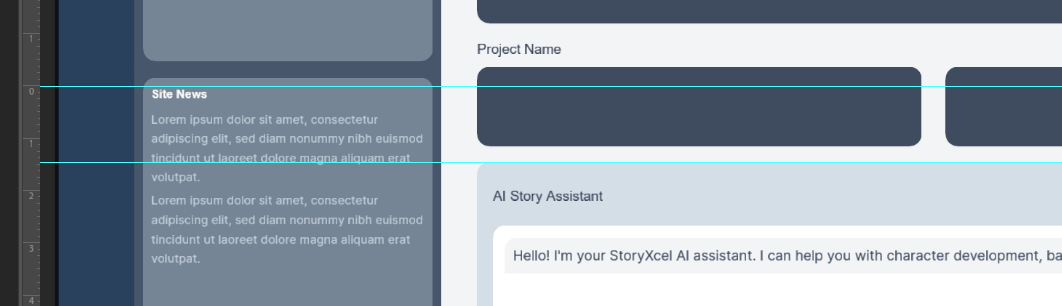 Project Name
Site News
Lorem ipsum dolor sit amet, consectetur
adipiscing elit, sed diam nonummy nibh euismod
tincidunt ut laoreet dolore magna aliquam erat
volutpat.
Lorem ipsum dolor sit amet, consectetur
adipiscing elit, sed diam nonummy nibh euismod
tincidunt ut laoreet dolore magna aliquam erat
volutpat.
AI Story Assistant
Hello! I'm your StoryXcel AI assistant. I can help you with character development, ba
1
0
1
2
3
4